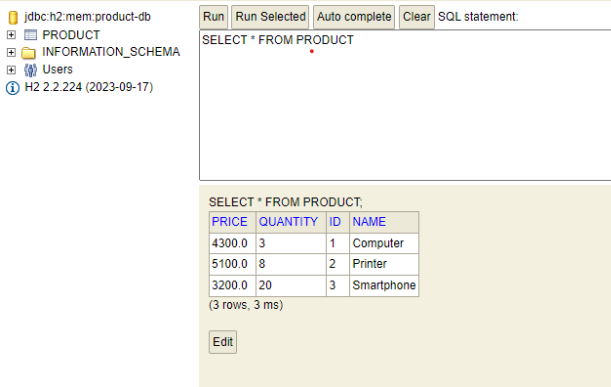 jdbc:h2:mem:product-db
PRODUCT
INFORMATION_SCHEMA
Users
H2 2.2.224 (2023-09-17)
Run Run Selected Auto complete Clear SQL statement:
SELECT * FROM PRODUCT
SELECT * FROM PRODUCT;
PRICE QUANTITY ID NAME
4300.0 3 1 Computer
5100.0 8 2 Printer
3200.0 20 3 Smartphone
(3 rows, 3 ms)
Edit